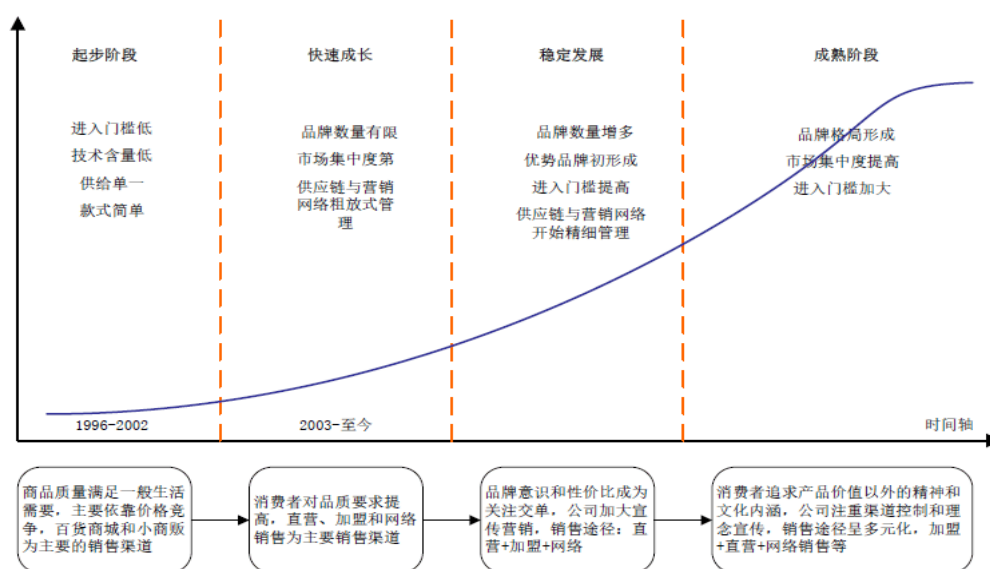 起步阶段
快速成长
稳定发展
成熟阶段
进入门槛低
技术含量低
供给单一
款式简单
品牌数量有限
市场集中度第
供应链与营销
网络粗放式管
理
品牌数量增多
优势品牌初形成
进入门槛提高
供应链与营销网络
开始精细管理
品牌格局形成
市场集中度提高
进入门槛加大
1996-2002
2003-至今
时间轴
商品质量满足一般生活
需要，主要依靠价格竞
争，百货商城和小商贩
为主要的销售渠道
消费者对品质要求提
高，直营、加盟和网络
销售为主要销售渠道
品牌意识和性价比成为
关注交单，公司加大宣
传营销，销售途径：直
营+加盟+网络
消费者追求产品价值以外的精神和
文化内涵，公司注重渠道控制和理
念宣传，销售途径呈多元化，加盟
+直营+网络销售等